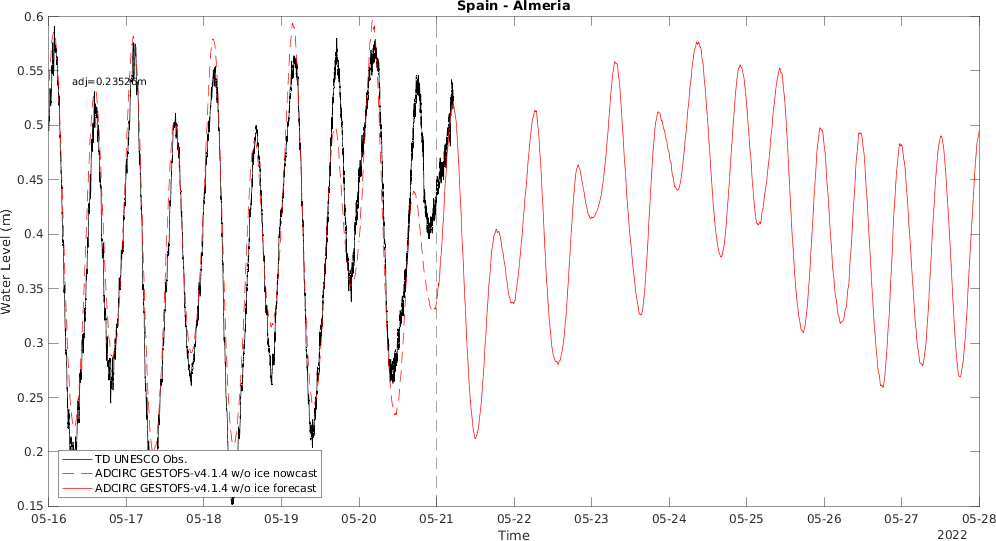 Spain - Almeria
0.6
0.55
0.5
0.45
0.4
0.35
0.3
0.25
0.2
0.15
Water Level (m)
TD UNESCO Obs.
ADCIRC GESTOFS-v4.1.4 w/o ice nowcast
ADCIRC GESTOFS-v4.1.4 w/o ice forecast
05-16 05-17 05-18 05-19 05-20 05-21 05-22 05-23 05-24 05-25 05-26 05-27 05-28
Time
2022